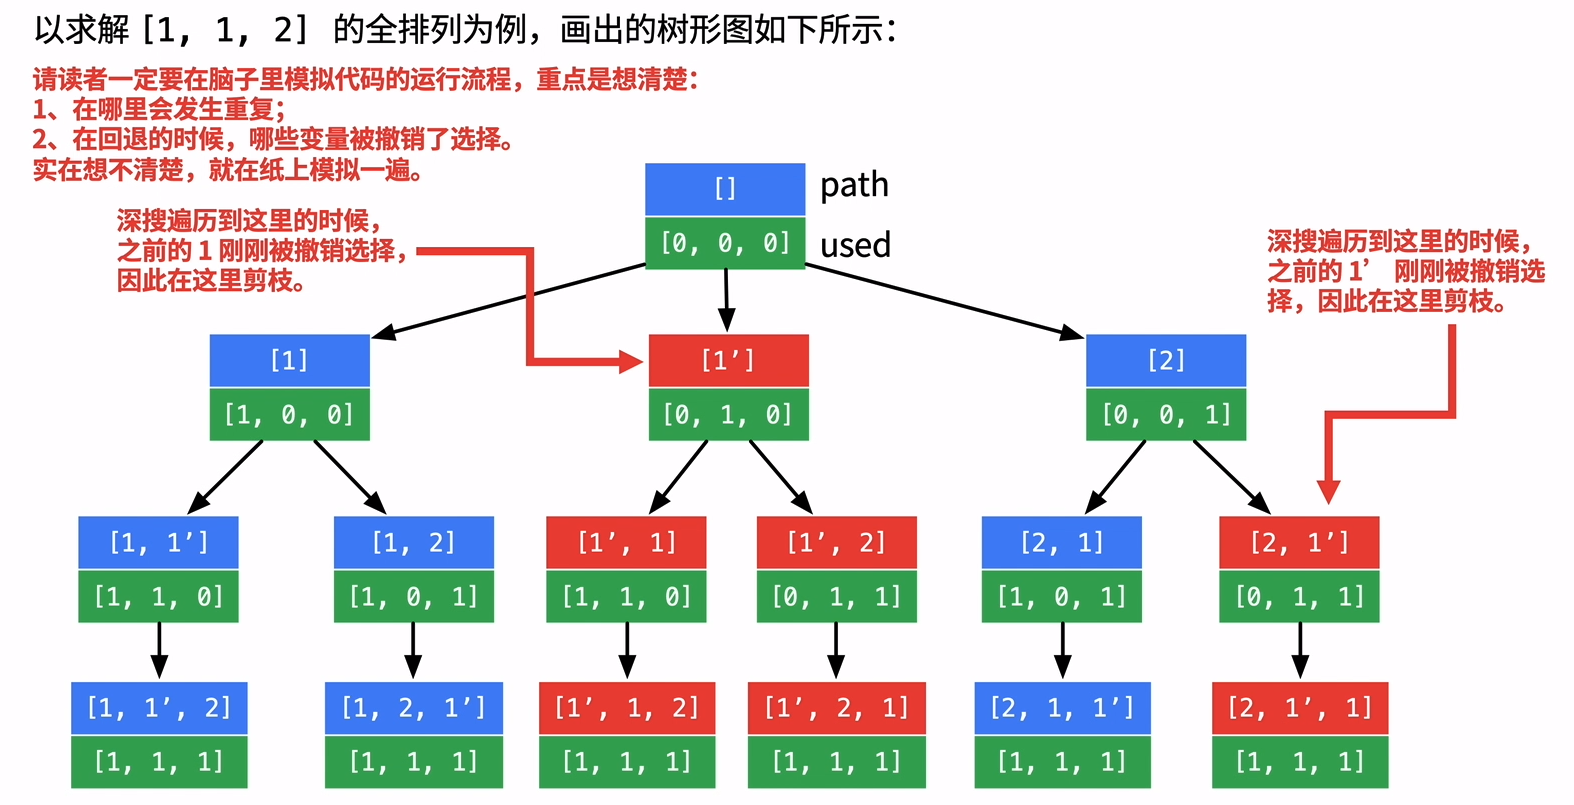 以求解 [1, 1, 2] 的全排列为例，画出的树形图如下所示：
请读者一定要在脑子里模拟代码的运行流程，重点是想清楚：
1、在哪里会发生重复；
2、在回退的时候，哪些变量被撤销了选择。
实在想不清楚，就在纸上模拟一遍。
深搜遍历到这里的时候，
之前的 1 刚刚被撤销选择，
因此在这里剪枝。
[] path
[0, 0, 0] used
深搜遍历到这里的时候，
之前的 1’ 刚刚被撤销选
择，因此在这里剪枝。
[1] [1’] [2]
[1, 0, 0] [0, 1, 0] [0, 0, 1]
[1, 1’] [1, 2] [1’, 1] [1’, 2] [2, 1] [2, 1’]
[1, 1, 0] [1, 0, 1] [1, 1, 0] [0, 1, 1] [1, 0, 1] [0, 1, 1]
[1, 1’, 2] [1, 2, 1’] [1’, 1, 2] [1’, 2, 1] [2, 1, 1’] [2, 1’, 1]
[1, 1, 1] [1, 1, 1] [1, 1, 1] [1, 1, 1] [1, 1, 1] [1, 1, 1]